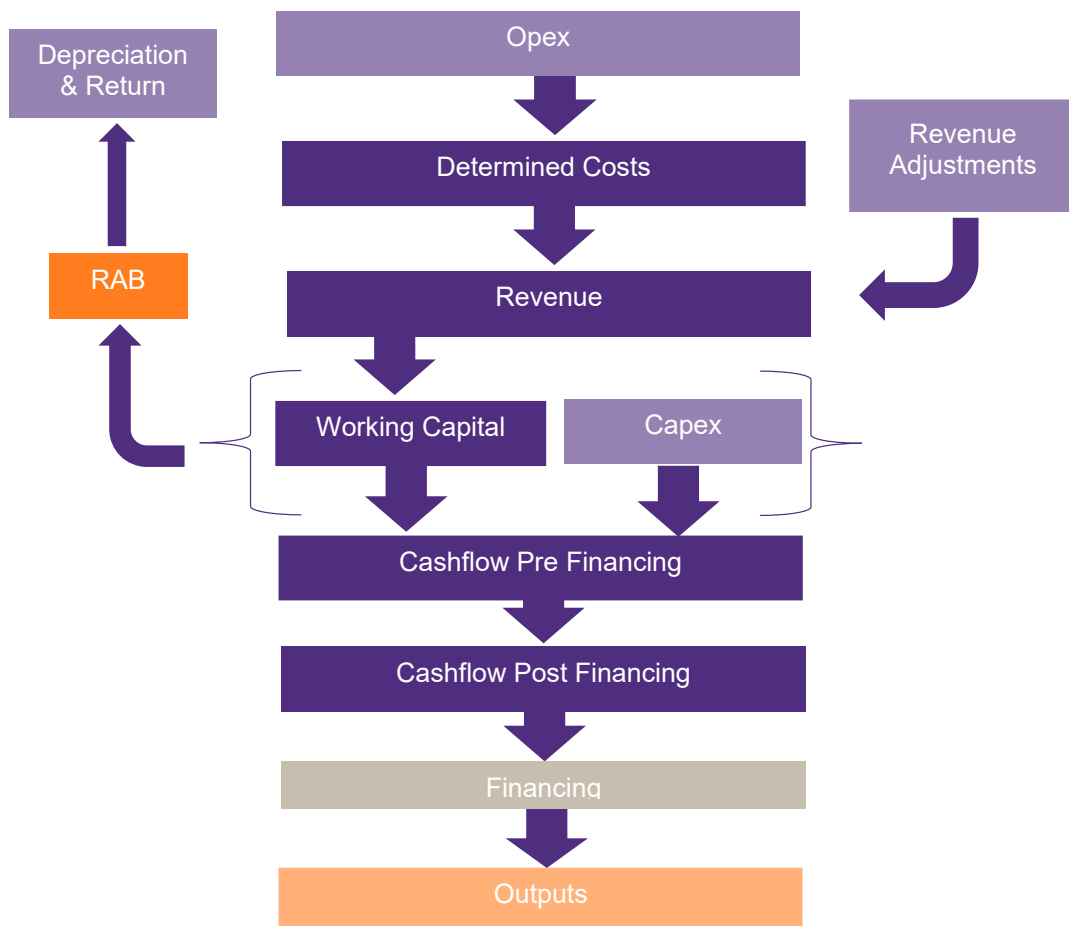 Opex
Depreciation
& Return
Revenue
Adjustments
Determined Costs
RAB
Revenue
Working Capital
Capex
Cashflow Pre Financing
Cashflow Post Financing
Financing
Outputs